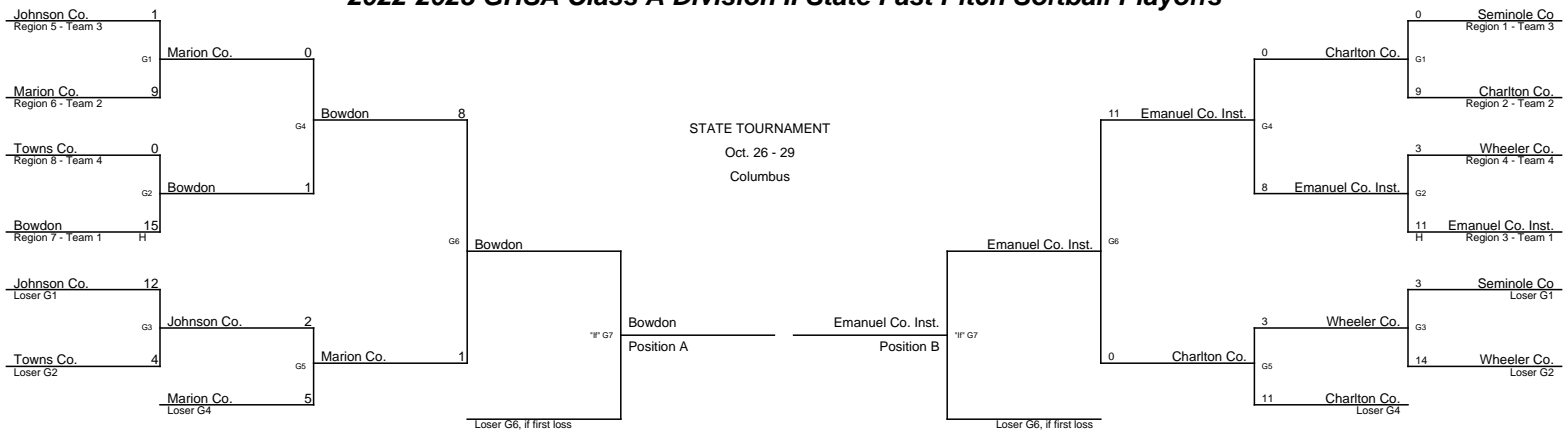 2022-2023 GHSA Class A Division II State Fast Pitch Softball Playoffs
Johnson Co. 1
Region 5 - Team 3
G1
Marion Co. 0
Marion Co. 9
Region 6 - Team 2
G4
Bowdon 8
Towns Co. 0
Region 8 - Team 4
G2
Bowdon 1
Bowdon 15
Region 7 - Team 1 H
G6
Bowdon
Johnson Co. 12
Loser G1
G3
Johnson Co. 2
Towns Co. 4
Loser G2
G5
Marion Co. 1
Marion Co. 5
Loser G4
Loser G6, if first loss
"If" G7
Bowdon
Position A
STATE TOURNAMENT
Oct. 26 - 29
Columbus
0 Seminole Co
Region 1 - Team 3
G1
0 Charlton Co.
9 Charlton Co.
Region 2 - Team 2
G4
11 Emanuel Co. Inst.
3 Wheeler Co.
Region 4 - Team 4
G2
8 Emanuel Co. Inst.
11 Emanuel Co. Inst.
H Region 3 - Team 1
G6
Emanuel Co. Inst.
3 Seminole Co
Loser G1
G3
3 Wheeler Co.
14 Wheeler Co.
Loser G2
G5
0 Charlton Co.
11 Charlton Co.
Loser G4
Loser G6, if first loss
"If" G7
Emanuel Co. Inst.
Position B